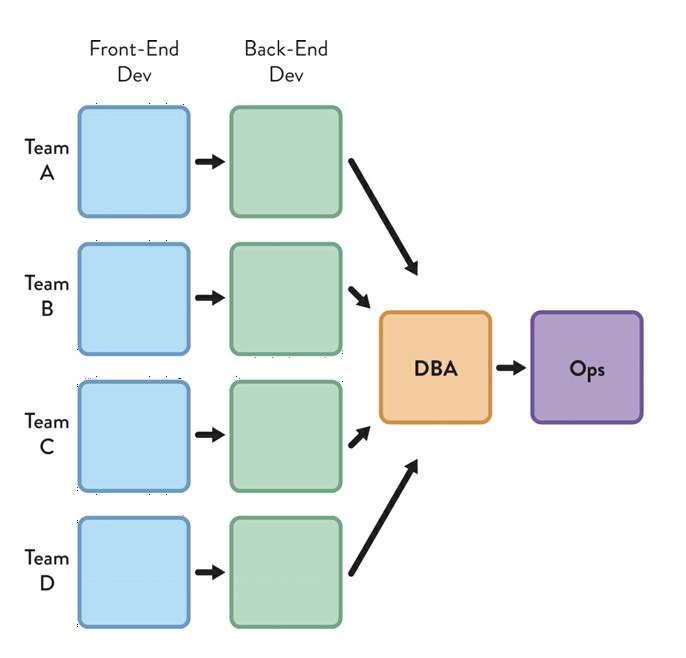 Front-End
Dev
Back-End
Dev
Team
A
Team
B
DBA
Ops
Team
C
Team
D